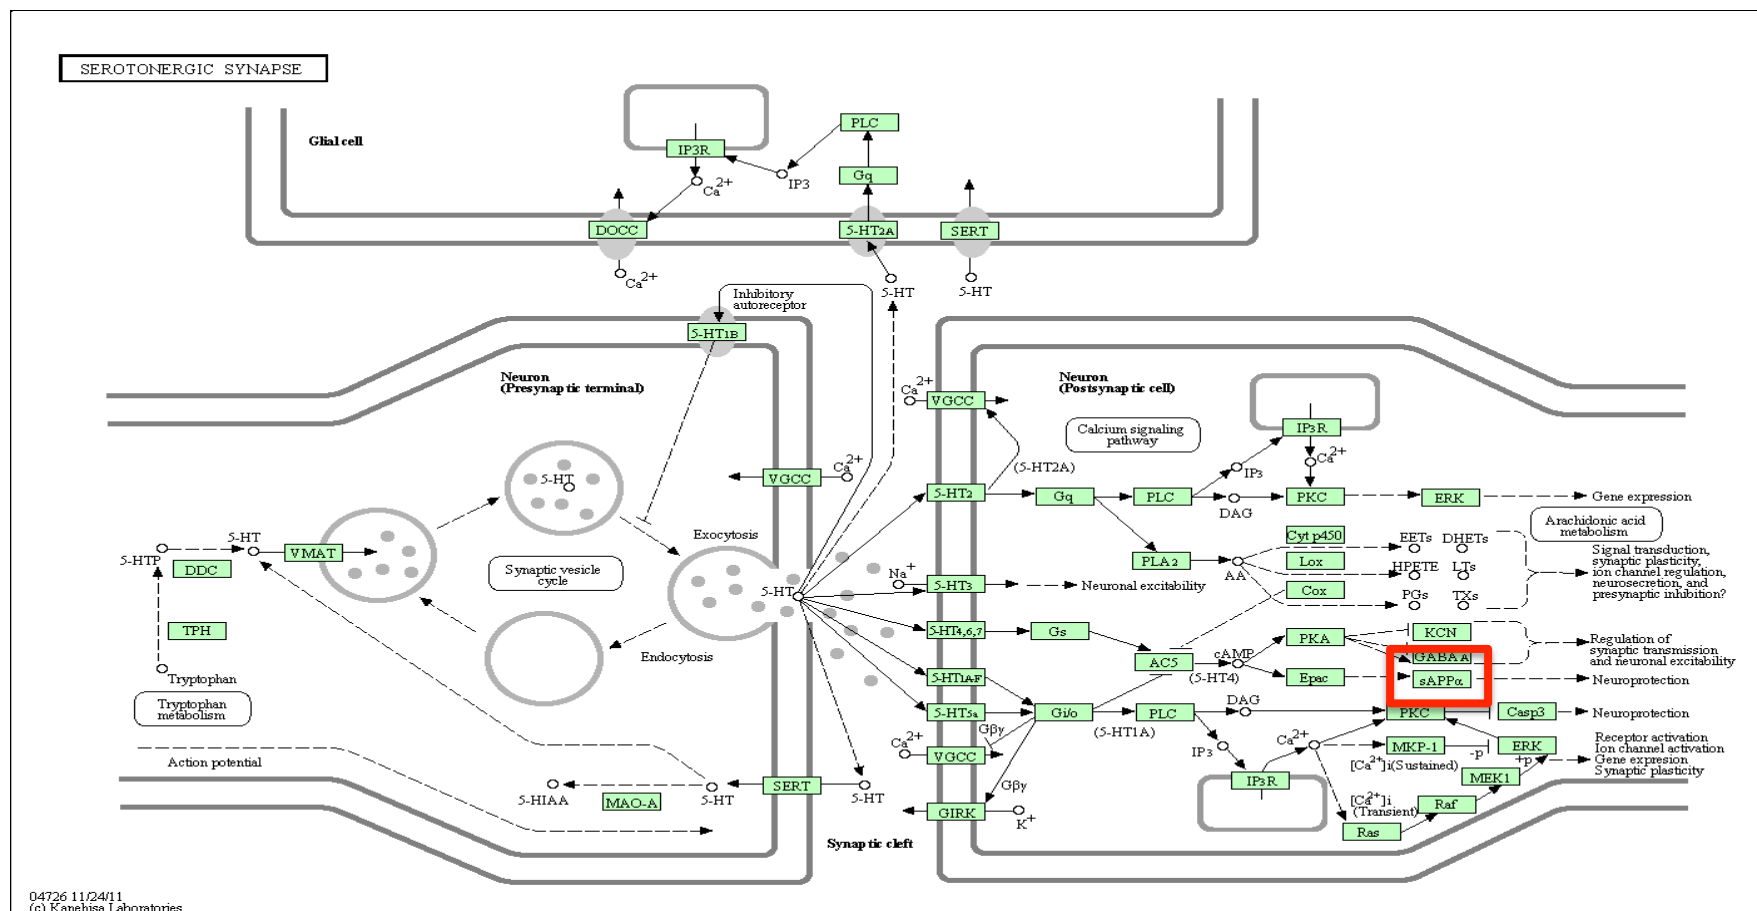 SEROTONERGIC SYNAPSE
Glial cell
PLC
IP3R
IP3
Ca2+
Gq
DOCC
5-HT2A
SERT
Ca2+
5-HT
5-HT
Inhibitory
autoreceptor
5-HT1B
Neuron
(Presynaptic terminal)
Neuron
(Postsynaptic cell)
Ca2+
VGCC
Calcium signaling
pathway
IP3R
Ca2+
IP3
(5-HT2A)
5-HT
VGCC
Ca2+
5-HT2
Gq
PLC
DAG
PKC
ERK
Gene expression
Exocytosis
Arachidonic acid
metabolism
5-HT
5-HTP
VMAT
DDC
Synaptic vesicle
cycle
Cyt p450
EETs
DHETs
PLA2
AA
Lox
HPETE
LTs
Signal transduction,
synaptic plasticity,
ion channel regulation,
neurosecretion, and
presynaptic inhibition?
Na+
5-HT3
Neuronal excitability
5-HT
Cox
PGs
TXs
TPH
5-HT4,6,7
Gs
PKA
KCN
Regulation of
synaptic transmission
and neuronal excitability
Endocytosis
AC5
cAMP
(5-HT4)
GABAA
Tryptophan
5-HT1AF
Epac
sAPPα
Neuroprotection
Tryptophan
metabolism
5-HT5a
Gi/o
PLC
(5-HT1A)
DAG
PKC
Casp3
Neuroprotection
Gβγ
Ca2+
VGCC
IP3
Ca2+
MKP-1
-p
ERK
+p
Receptor activation
Ion channel activation
Gene expresion
Synaptic plasticity
[Ca2+]i(Sustained)
Action potential
5-HIAA
MAO-A
5-HT
SERT
5-HT
Gβγ
IP3R
MEK1
[Ca2+]i
(Transient)
Raf
GIRK
K+
Ras
Synaptic cleft
04726 11/24/11
(c) Kanehisa Laboratories